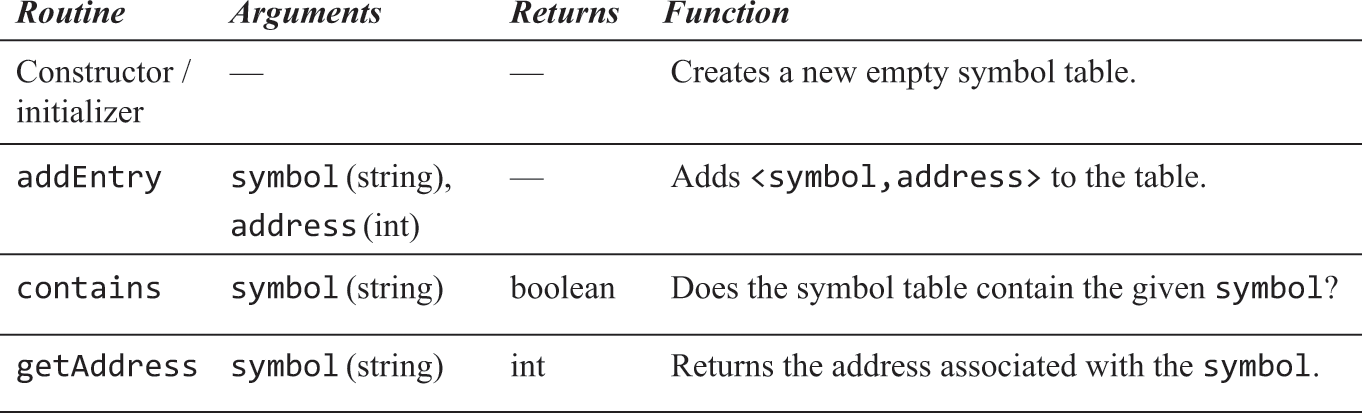 Routine Arguments Returns Function
Constructor / — — Creates a new empty symbol table.
initializer
addEntry symbol (string), — Adds <symbol,address> to the table.
address (int)
contains symbol (string) boolean Does the symbol table contain the given symbol?
getAddress symbol (string) int Returns the address associated with the symbol.